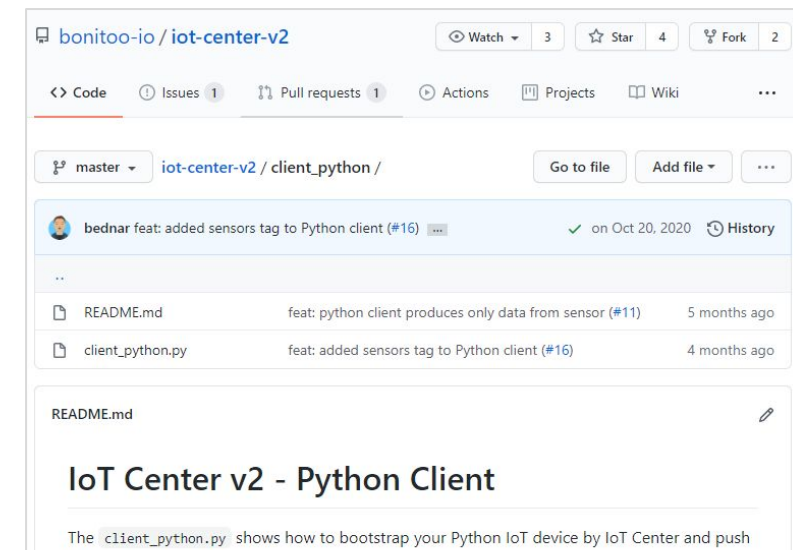 bonitoo-io / iot-center-v2 Watch 3 Star 4 Fork 2
<> Code Issues 1 Pull requests 1 Actions Projects Wiki ...
master iot-center-v2 / client_python / Go to file Add file ...
bednar feat: added sensors tag to Python client (#16) ... on Oct 20, 2020 History
..
README.md feat: python client produces only data from sensor (#11) 5 months ago
client_python.py feat: added sensors tag to Python client (#16) 4 months ago
README.md
IoT Center v2 - Python Client
The client_python.py shows how to bootstrap your Python IoT device by IoT Center and push